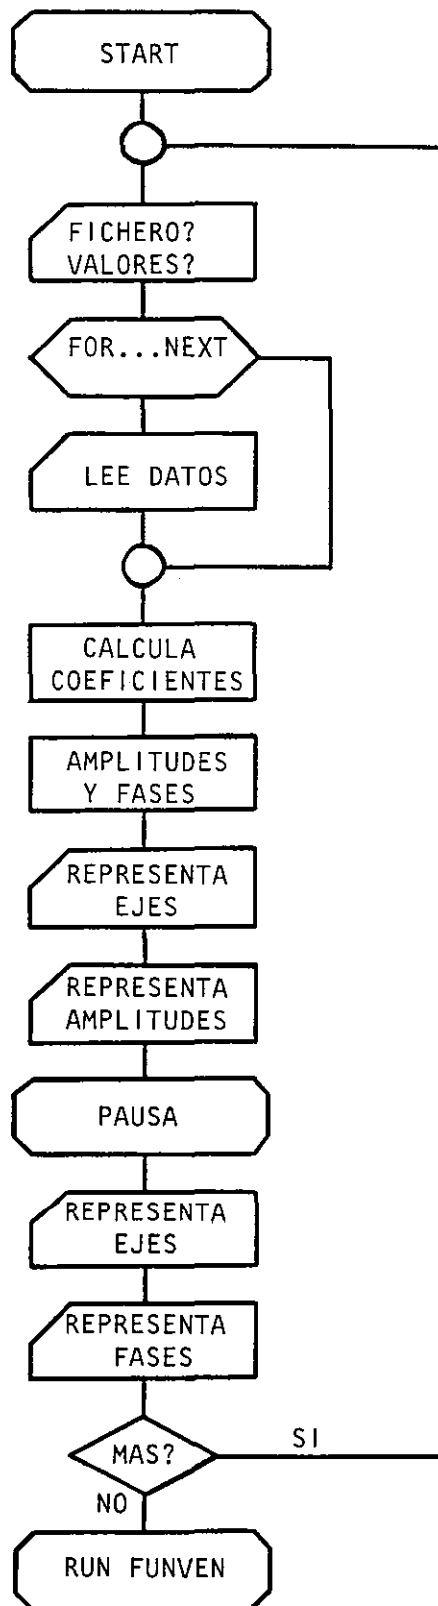 START
FICHERO?
VALORES?
FOR...NEXT
LEE DATOS
CALCULA
COEFICIENTES
AMPLITUDES
Y FASES
REPRESENTA
EJES
REPRESENTA
AMPLITUDES
PAUSA
REPRESENTA
EJES
REPRESENTA
FASES
MAS?
SI
NO
RUN FUNVEN